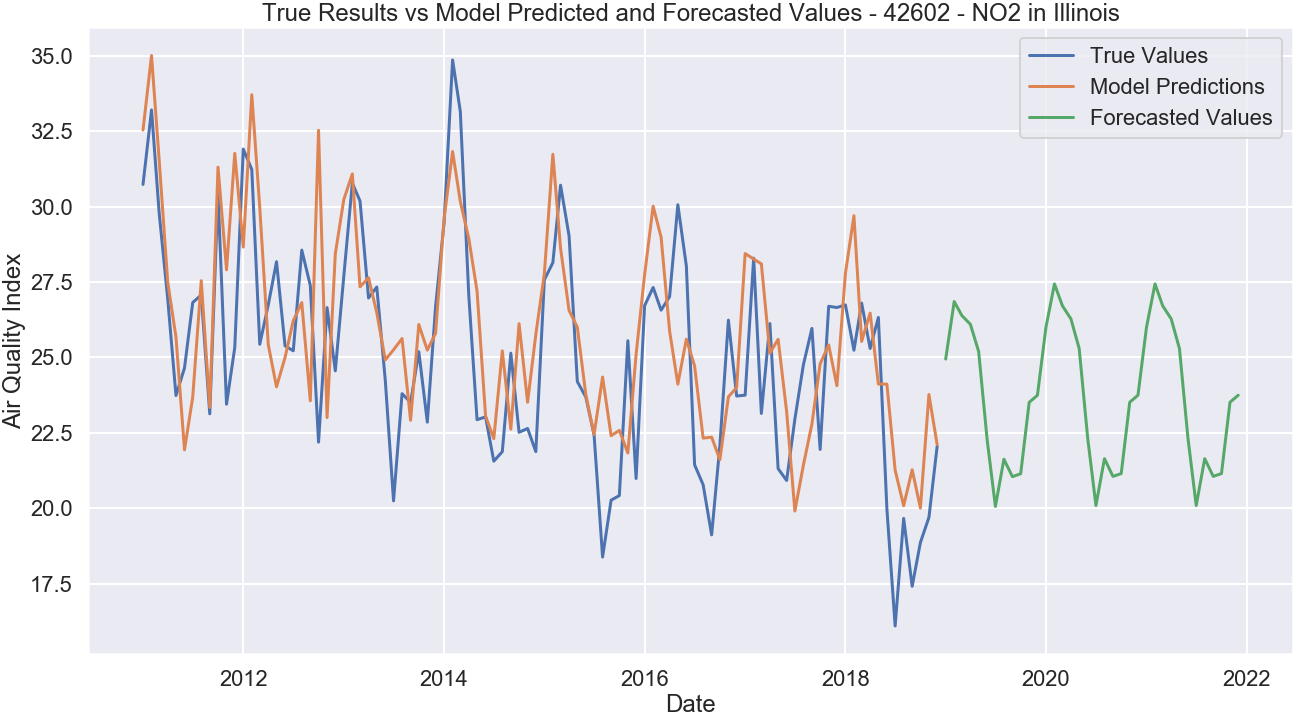 True Results vs Model Predicted and Forecasted Values - 42602 - NO2 in Illinois
True Values
Model Predictions
Forecasted Values
Air Quality Index
35.0
32.5
30.0
27.5
25.0
22.5
20.0
17.5
2012 2014 2016 2018 2020 2022
Date